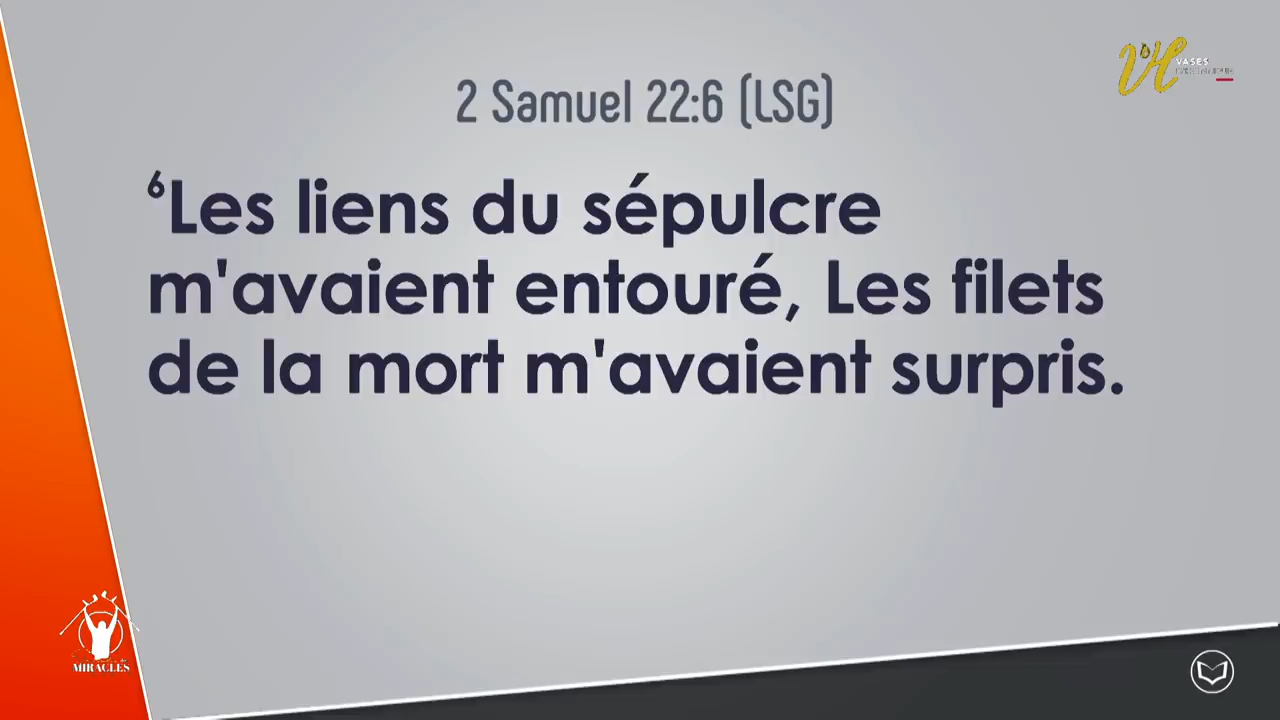 VH
VASES
2 Samuel 22:6 (LSG)
⁶Les liens du sépulcre
m'avaient entouré, Les filets
de la mort m'avaient surpris.
MIRACLES